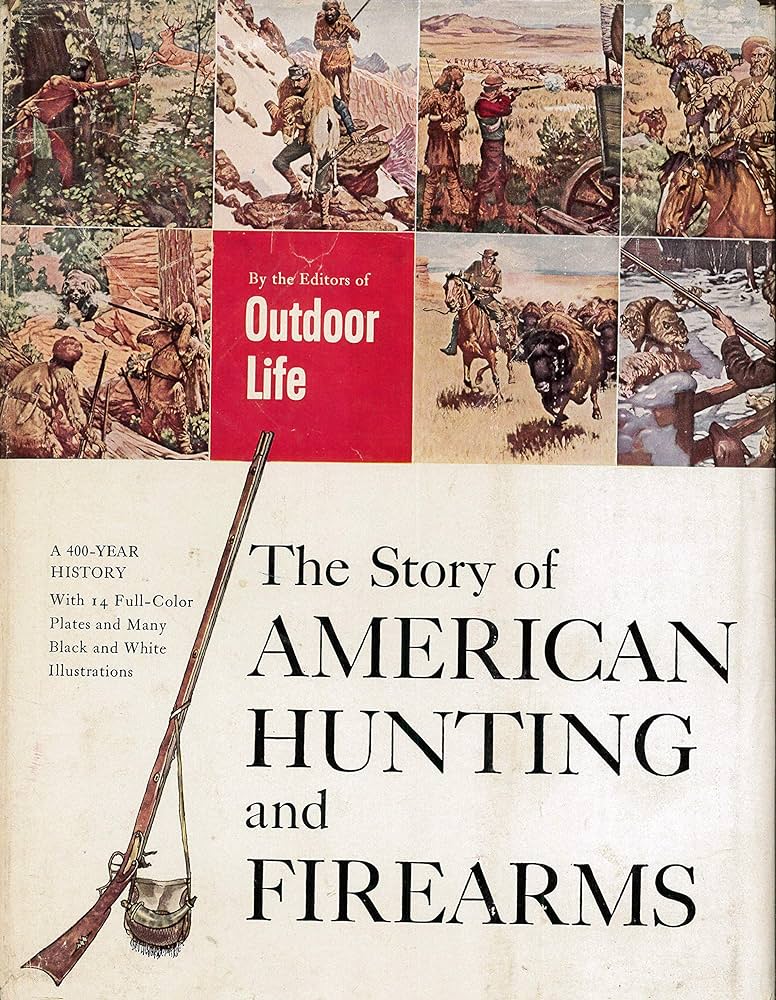 By the Editors of
Outdoor
Life
A 400-YEAR
HISTORY
With 14 Full-Color
Plates and Many
Black and White
Illustrations
The Story of
AMERICAN
HUNTING
and
FIREARMS